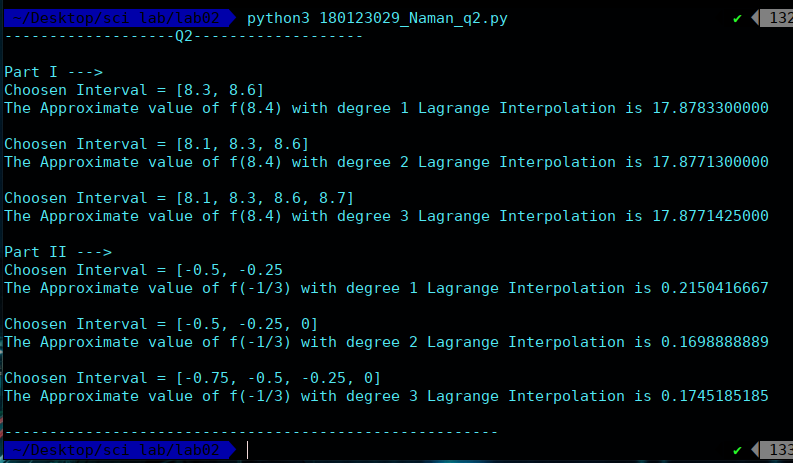 ~/Desktop/sci lab/lab02 python3 180123029_Naman_q2.py ✔ 132
-------------------Q2-------------------
Part I --->
Choosen Interval = [8.3, 8.6]
The Approximate value of f(8.4) with degree 1 Lagrange Interpolation is 17.8783300000
Choosen Interval = [8.1, 8.3, 8.6]
The Approximate value of f(8.4) with degree 2 Lagrange Interpolation is 17.8771300000
Choosen Interval = [8.1, 8.3, 8.6, 8.7]
The Approximate value of f(8.4) with degree 3 Lagrange Interpolation is 17.8771425000
Part II --->
Choosen Interval = [-0.5, -0.25
The Approximate value of f(-1/3) with degree 1 Lagrange Interpolation is 0.2150416667
Choosen Interval = [-0.5, -0.25, 0]
The Approximate value of f(-1/3) with degree 2 Lagrange Interpolation is 0.1698888889
Choosen Interval = [-0.75, -0.5, -0.25, 0]
The Approximate value of f(-1/3) with degree 3 Lagrange Interpolation is 0.1745185185
-------------------------------------------------------
~/Desktop/sci lab/lab02 ✔ 133